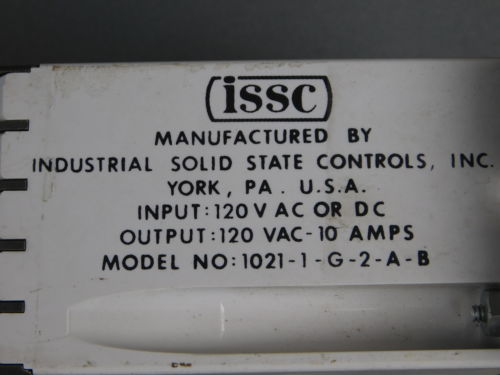 issc
MANUFACTURED BY
INDUSTRIAL SOLID STATE CONTROLS, INC.
YORK, PA. U.S.A.
INPUT: 120 V AC OR DC
OUTPUT: 120 VAC-10 AMPS
MODEL NO: 1021-1-G-2-A-B